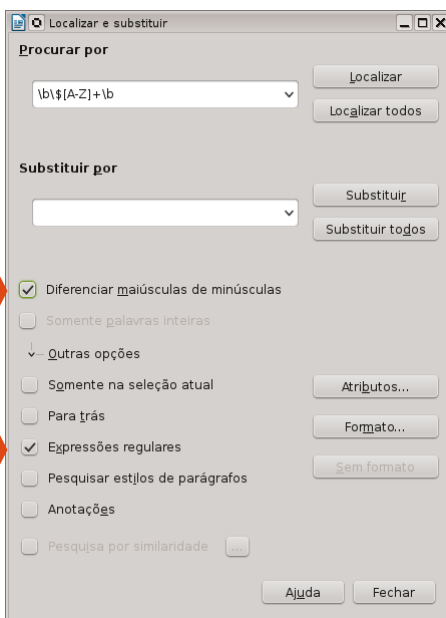 Localizar e substituir
Procurar por
\b\$[A-Z]+\b
Localizar
Localizar todos
Substituir por
Substituir
Substituir todos
Diferenciar maiúsculas de minúsculas
Somente palavras inteiras
Outras opções
Somente na seleção atual
Atributos...
Para trás
Formato...
Expressões regulares
Sem formato
Pesquisar estilos de parágrafos
Anotações
Pesquisa por similaridade ...
Ajuda Fechar